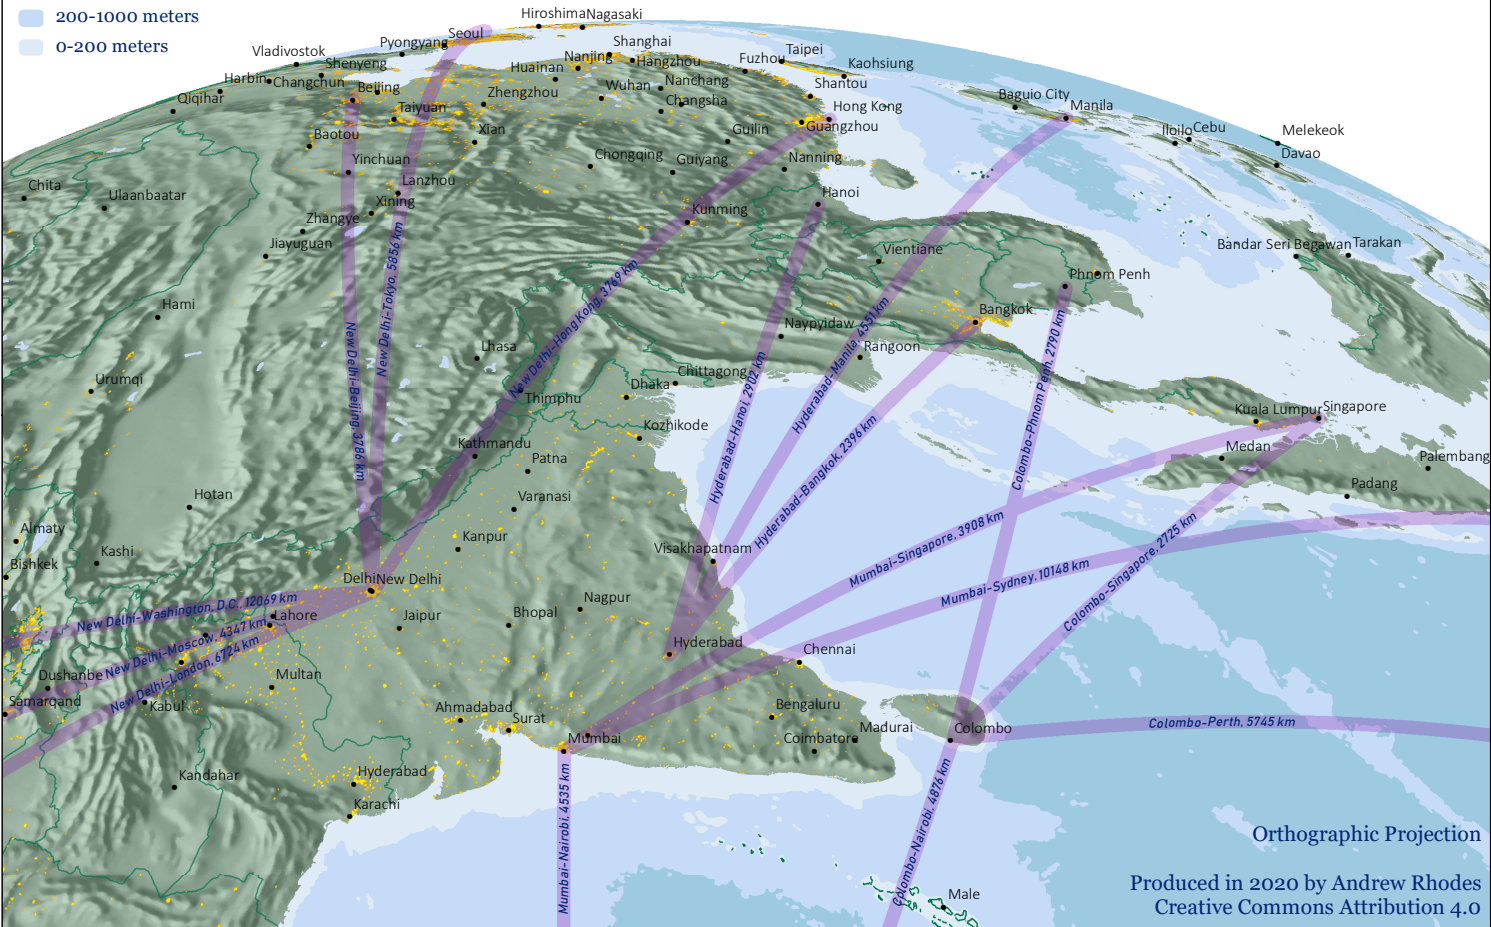 200-1000 meters
0-200 meters
Hiroshima
Nagasaki
Seoul
Pyongyang
Vladivostok
Shenyeng
Shanghai
Nanjing
Hangzhou
Taipei
Fuzhou
Kaohsiung
Huainan
Harbin
Changchun
Beijing
Qiqihar
Zhengzhou
Wuhan
Nanchang
Changsha
Shantou
Baguio City
Manila
Taiyuan
Hong Kong
Guangzhou
Baotou
Xian
Guilin
Iloilo
Cebu
Melekeok
Davao
Yinchuan
Chongqing
Guiyang
Nanning
Chita
Ulaanbaatar
Lanzhou
Xining
Hanoi
Zhangye
Kunming
Jiayuguan
Vientiane
Bandar Seri Begawan
Tarakan
Phnom Penh
Hami
New Delhi-Tokyo, 5856 km
New Delhi-Hong Kong, 3769 km
New Delhi-Beijing, 3786 km
Naypyidaw
Bangkok
Rangoon
Lhasa
Hyderabad-Manila, 4551 km
Hyderabad-Hanoi, 2902 km
Colombo-Phnom Penh, 2790 km
Urumqi
Thimphu
Dhaka
Chittagong
Kozhikode
Kuala Lumpur
Singapore
Kathmandu
Patna
Hyderabad-Bangkok, 2396 km
Medan
Palembang
Padang
Hotan
Varanasi
Almaty
Kashi
Kanpur
Visakhapatnam
Bishkek
Mumbai-Singapore, 3908 km
Colombo-Singapore, 2725 km
Delhi
New Delhi
Mumbai-Sydney, 10148 km
New Delhi-Washington, D.C., 12069 km
Lahore
Jaipur
Bhopal
Nagpur
New Delhi-Moscow, 4347 km
New Delhi-London, 6724 km
Hyderabad
Chennai
Dushanbe
Multan
Samarqand
Kabul
Ahmadabad
Surat
Bengaluru
Mumbai
Coimbatore
Madurai
Colombo
Colombo-Perth, 5745 km
Kandahar
Hyderabad
Karachi
Mumbai-Nairobi, 4535 km
Colombo-Nairobi, 4876 km
Male
Orthographic Projection
Produced in 2020 by Andrew Rhodes
Creative Commons Attribution 4.0